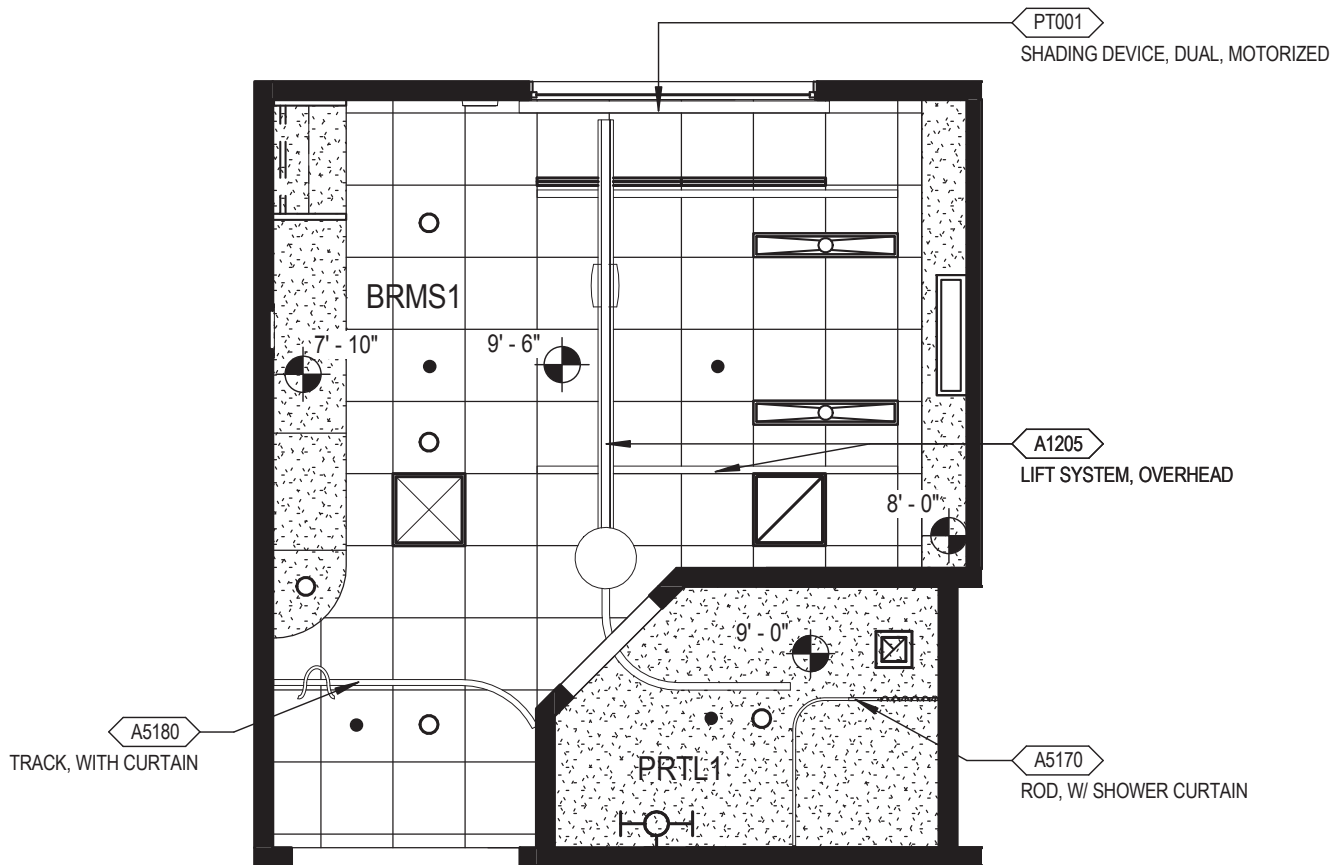 PT001
SHADING DEVICE, DUAL, MOTORIZED
BRMS1
7' - 10"
9' - 6"
A1205
LIFT SYSTEM, OVERHEAD
8' - 0"
9' - 0"
A5180
TRACK, WITH CURTAIN
PRTL1
A5170
ROD, W/ SHOWER CURTAIN